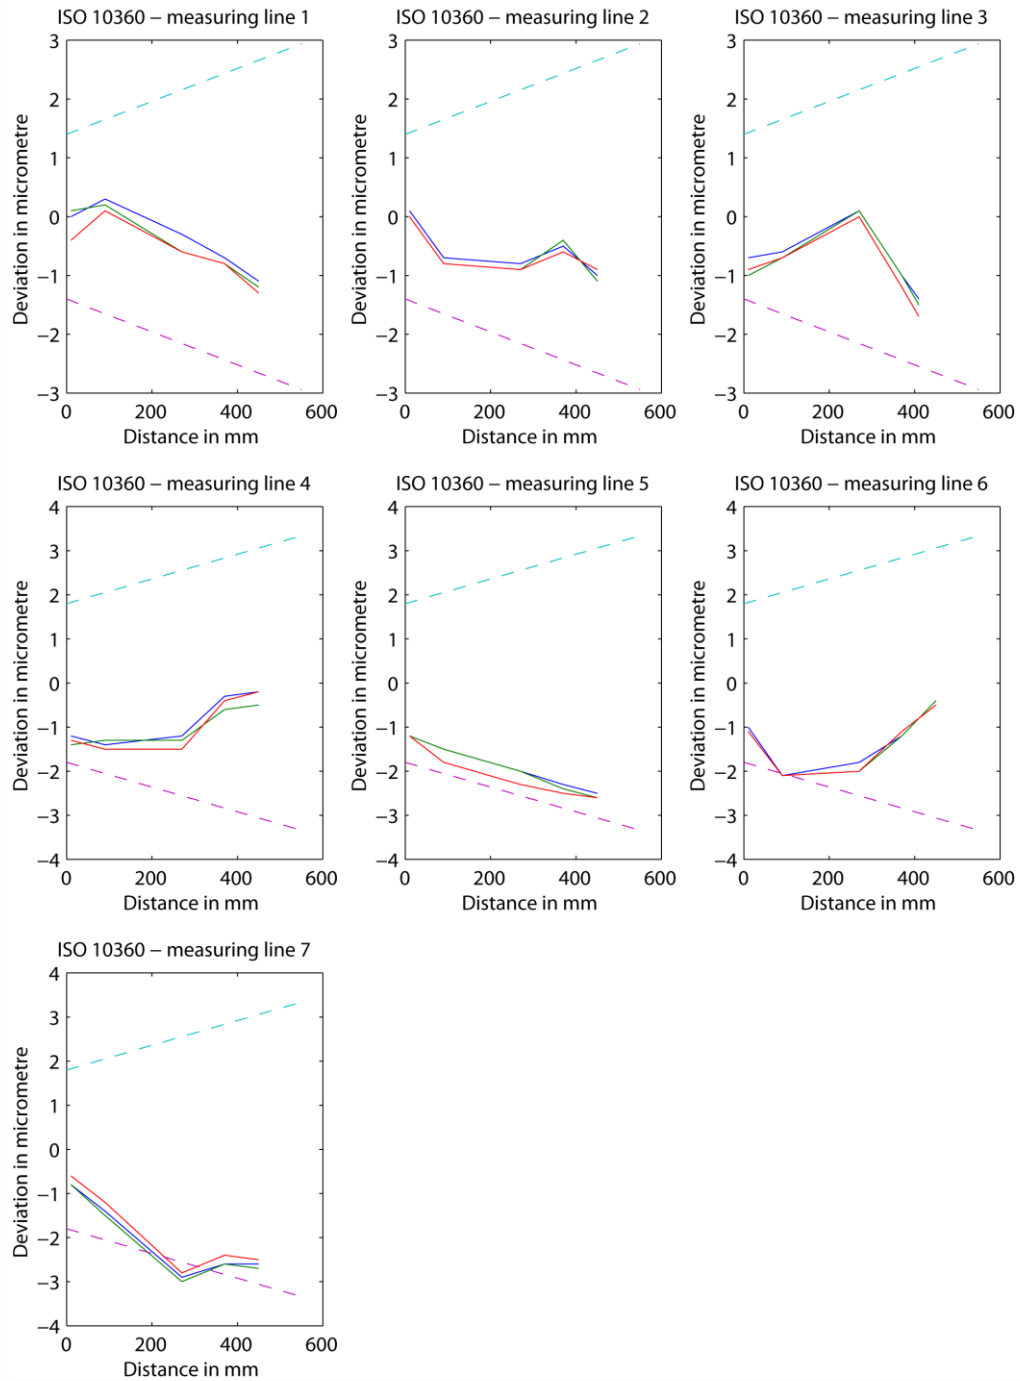 ISO 10360 – measuring line 1
3
2
1
0
−1
−2
−3
Deviation in micrometre
0 200 400 600
Distance in mm
ISO 10360 – measuring line 2
3
2
1
0
−1
−2
−3
Deviation in micrometre
0 200 400 600
Distance in mm
ISO 10360 – measuring line 3
3
2
1
0
−1
−2
−3
Deviation in micrometre
0 200 400 600
Distance in mm
ISO 10360 – measuring line 4
4
3
2
1
0
−1
−2
−3
−4
Deviation in micrometre
0 200 400 600
Distance in mm
ISO 10360 – measuring line 5
4
3
2
1
0
−1
−2
−3
−4
Deviation in micrometre
0 200 400 600
Distance in mm
ISO 10360 – measuring line 6
4
3
2
1
0
−1
−2
−3
−4
Deviation in micrometre
0 200 400 600
Distance in mm
ISO 10360 – measuring line 7
4
3
2
1
0
−1
−2
−3
−4
Deviation in micrometre
0 200 400 600
Distance in mm